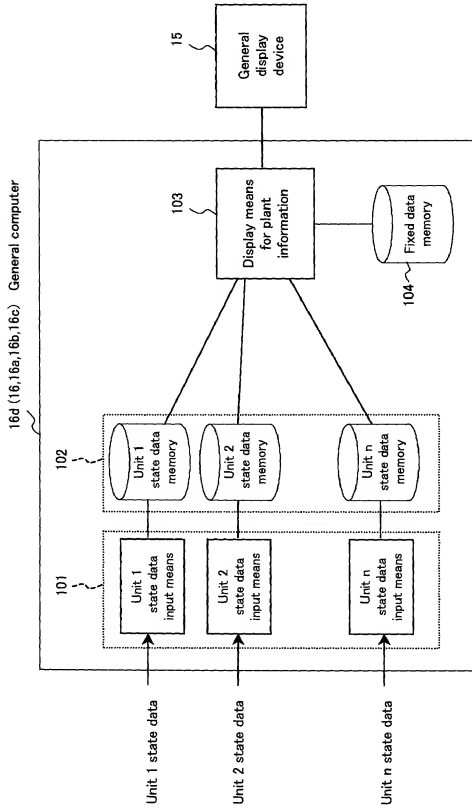 16d (16,16a,16b,16c) General computer
101
102
103
15
Unit 1 state data
Unit 1
state data
input means
Unit 1
state data
memory
Unit 2 state data
Unit 2
state data
input means
Unit 2
state data
memory
Unit n state data
Unit n
state data
input means
Unit n
state data
memory
Display means
for plant
information
General
display
device
Fixed data
memory
104